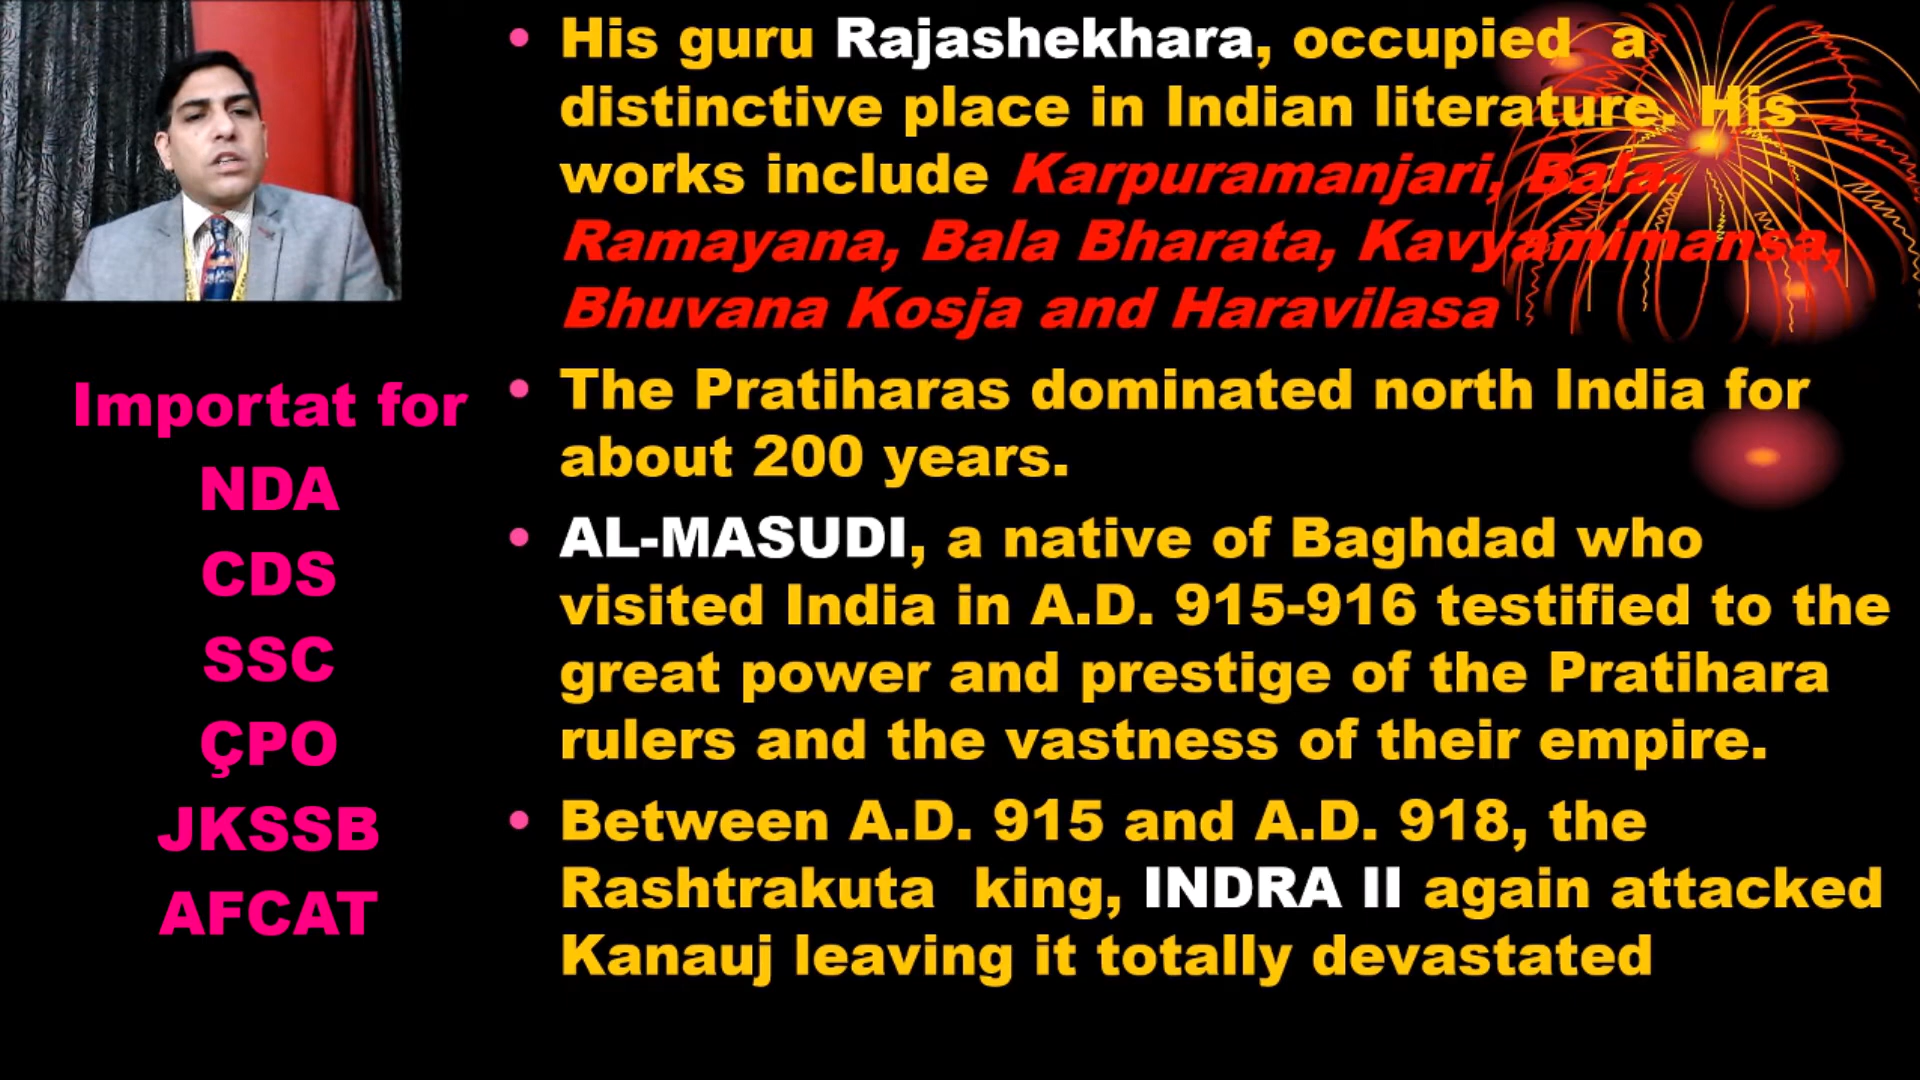 His guru Rajashekhara, occupied a
distinctive place in Indian literature. His
works include Karpuramanjari, Bala-
Ramayana, Bala Bharata, Kavyamimansa,
Bhuvana Kosja and Haravilasa
The Pratiharas dominated north India for
about 200 years.
AL-MASUDI, a native of Baghdad who
visited India in A.D. 915-916 testified to the
great power and prestige of the Pratihara
rulers and the vastness of their empire.
Between A.D. 915 and A.D. 918, the
Rashtrakuta king, INDRA II again attacked
Kanauj leaving it totally devastated
Importat for
NDA
CDS
SSC
ÇPO
JKSSB
AFCAT